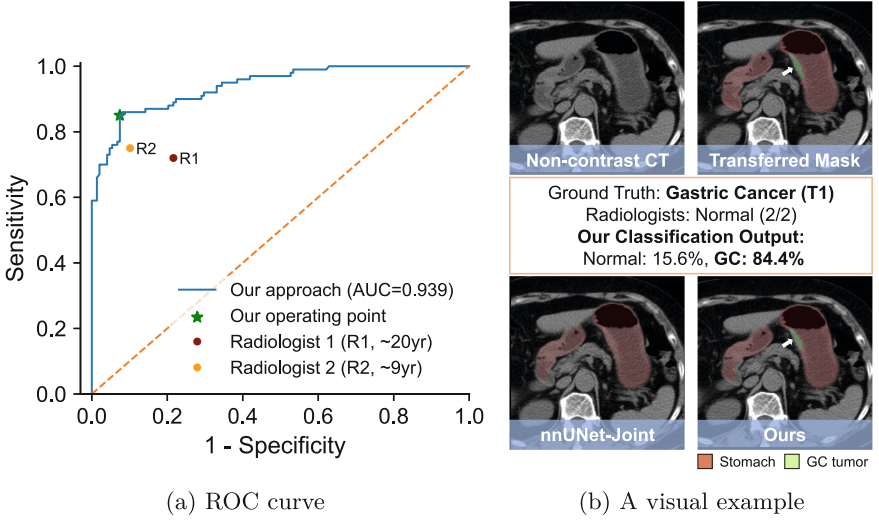 1.0
0.8
0.6
0.4
0.2
0.0
Sensitivity
R2
R1
Our approach (AUC=0.939)
Our operating point
Radiologist 1 (R1, ~20yr)
Radiologist 2 (R2, ~9yr)
0.0 0.2 0.4 0.6 0.8 1.0
1 - Specificity
(a) ROC curve
Non-contrast CT
Transferred Mask
Ground Truth: Gastric Cancer (T1)
Radiologists: Normal (2/2)
Our Classification Output:
Normal: 15.6%, GC: 84.4%
nnUNet-Joint
Ours
Stomach
GC tumor
(b) A visual example